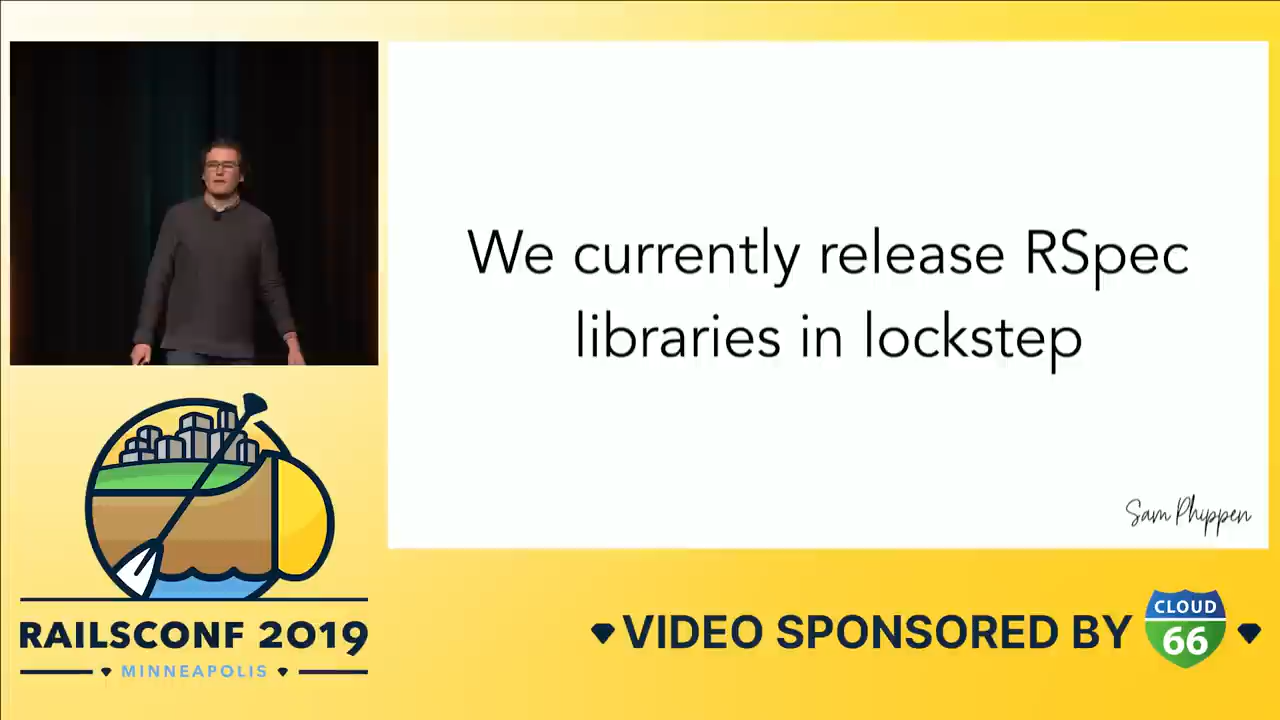 We currently release RSpec
libraries in lockstep
Sam Phippen
RAILSCONF 2019
MINNEAPOLIS
VIDEO SPONSORED BY
CLOUD
66